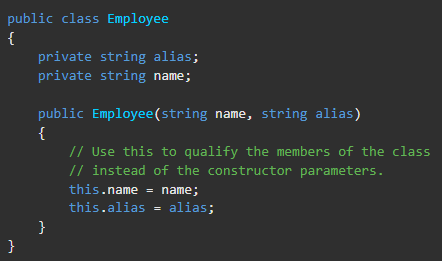 public class Employee
{
    private string alias;
    private string name;

    public Employee(string name, string alias)
    {
        // Use this to qualify the members of the class
        // instead of the constructor parameters.
        this.name = name;
        this.alias = alias;
    }
}